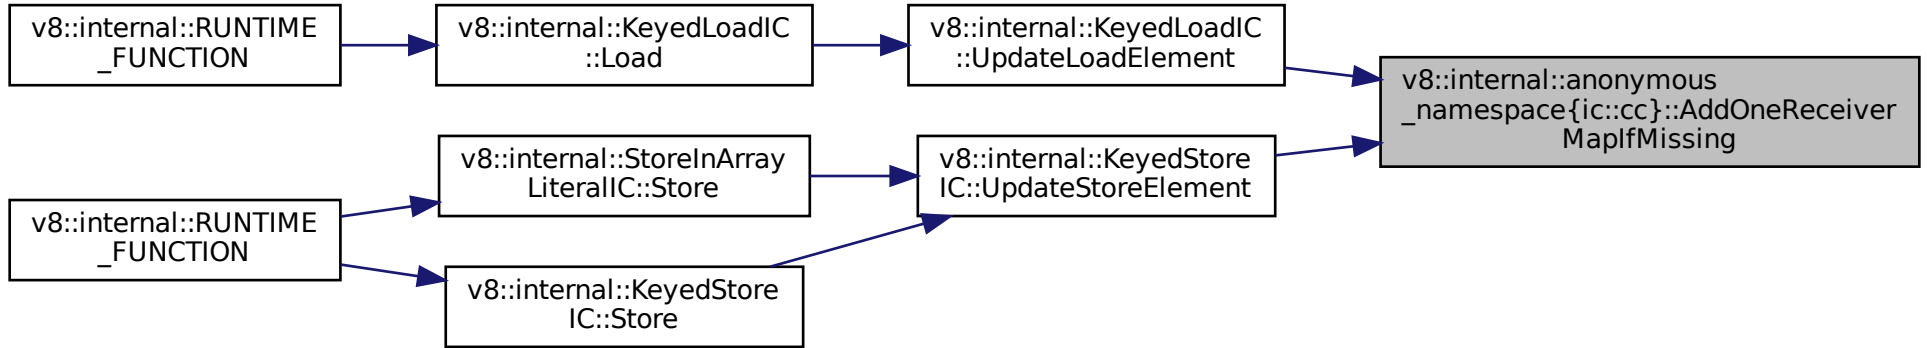 v8::internal::RUNTIME
_FUNCTION
v8::internal::KeyedLoadIC
::Load
v8::internal::KeyedLoadIC
::UpdateLoadElement
v8::internal::anonymous
_namespace{ic::cc}::AddOneReceiver
MapIfMissing
v8::internal::StoreInArray
LiteralIC::Store
v8::internal::KeyedStore
IC::UpdateStoreElement
v8::internal::RUNTIME
_FUNCTION
v8::internal::KeyedStore
IC::Store